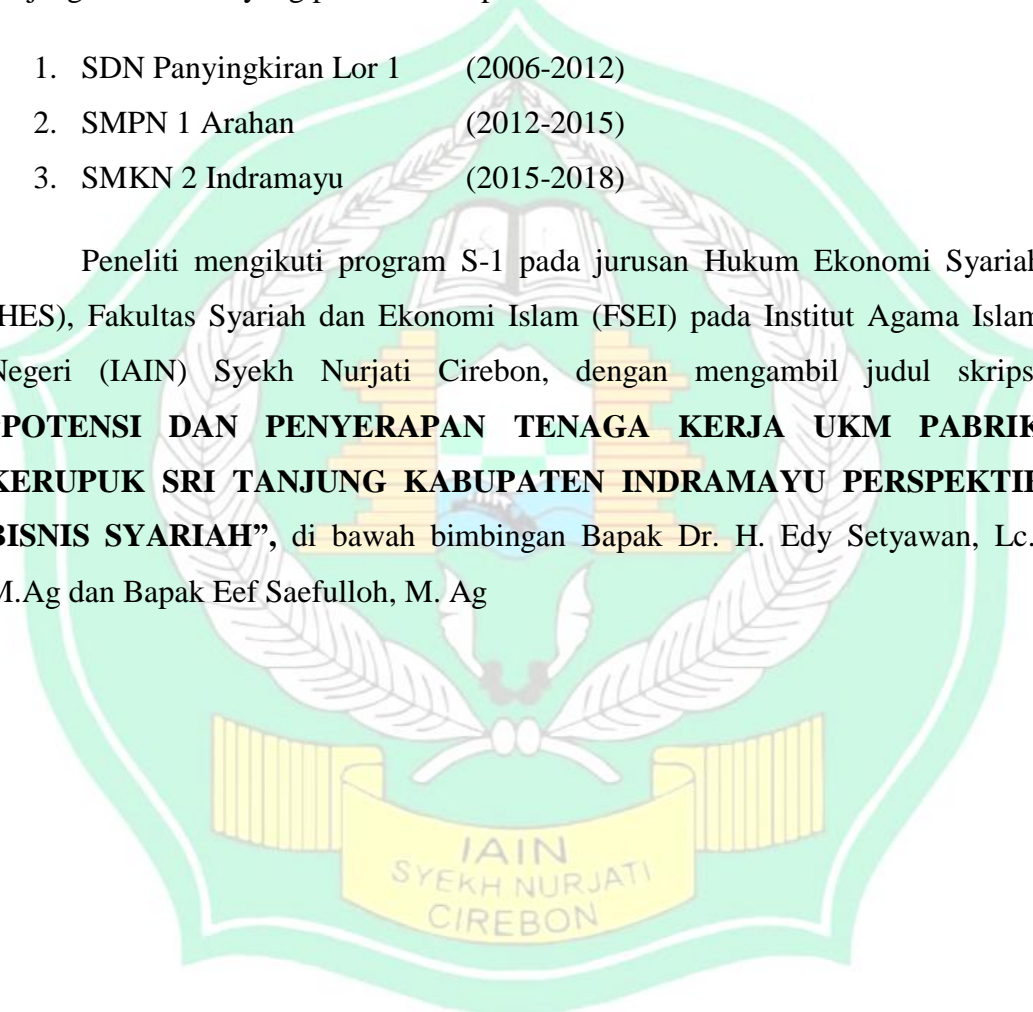 1. SDN Panyingkiran Lor 1 (2006-2012)
2. SMPN 1 Arahan (2012-2015)
3. SMKN 2 Indramayu (2015-2018)
Peneliti mengikuti program S-1 pada jurusan Hukum Ekonomi Syariah
HES), Fakultas Syariah dan Ekonomi Islam (FSEI) pada Institut Agama Islam
Negeri (IAIN) Syekh Nurjati Cirebon, dengan mengambil judul skrips
POTENSI DAN PENYERAPAN TENAGA KERJA UKM PABRIK
KERUPUK SRI TANJUNG KABUPATEN INDRAMAYU PERSPEKTIF
BISNIS SYARIAH”, di bawah bimbingan Bapak Dr. H. Edy Setyawan, Lc.
M.Ag dan Bapak Eef Saefulloh, M. Ag
IAIN
SYEKH NURJATI
CIREBON